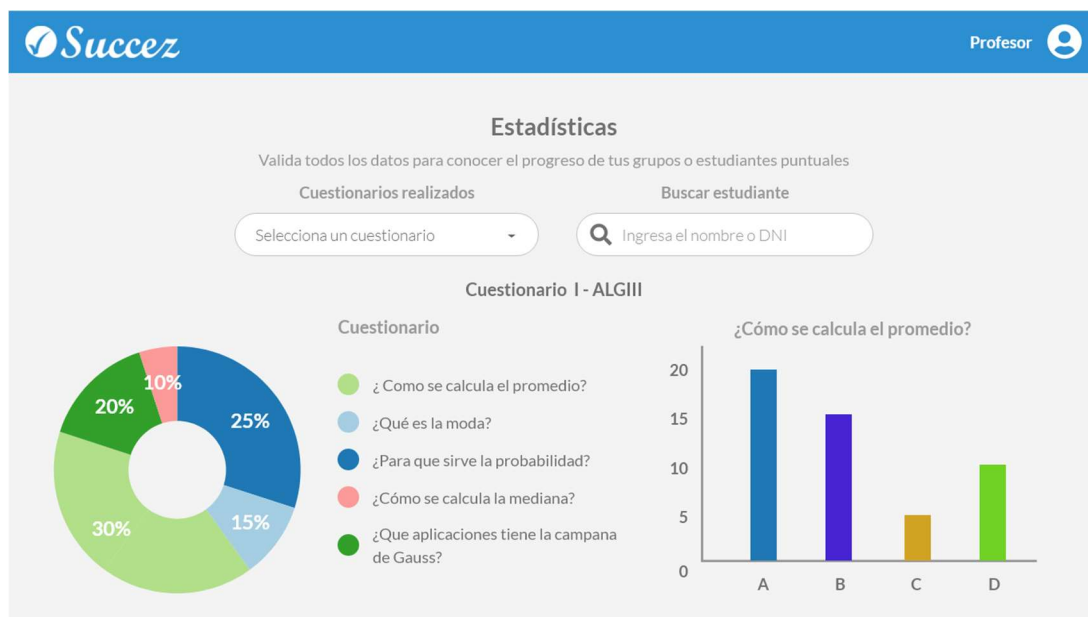 Succez
Profesor
Estadísticas
Valida todos los datos para conocer el progreso de tus grupos o estudiantes puntuales
Cuestionarios realizados
Buscar estudiante
Selecciona un cuestionario
Ingresa el nombre o DNI
Cuestionario I - ALGIII
10%
20%
25%
30%
15%
Cuestionario
¿ Como se calcula el promedio?
¿Qué es la moda?
¿Para que sirve la probabilidad?
¿Cómo se calcula la mediana?
¿Que aplicaciones tiene la campana
de Gauss?
¿Cómo se calcula el promedio?
20
15
10
5
0
A B C D